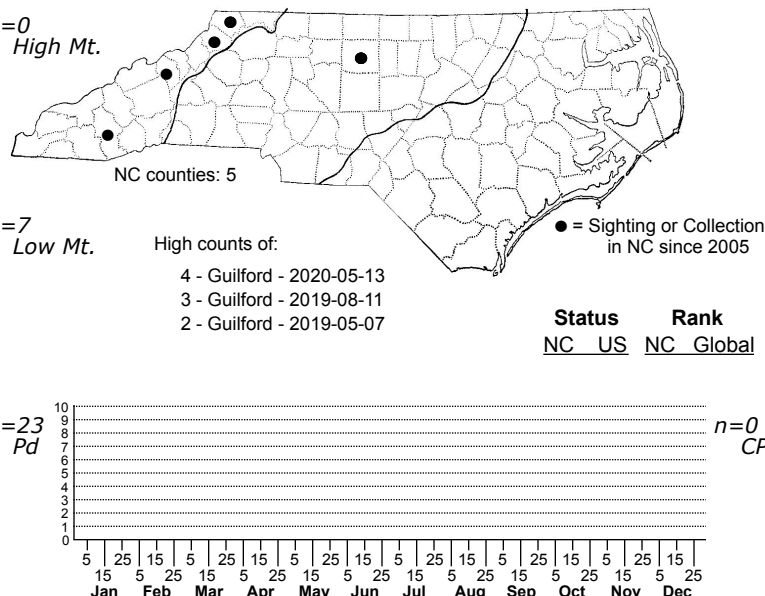 =0
High Mt.
NC counties: 5
=7
Low Mt.
High counts of:
4 - Guilford - 2020-05-13
3 - Guilford - 2019-08-11
2 - Guilford - 2019-05-07
● = Sighting or Collection
in NC since 2005
Status Rank
NC US NC Global
=23
Pd
n=0
CP
10
9
8
7
6
5
4
3
2
1
0
5 25 15 5 25 15 5 25 15 5 25 15 5 25 15 5 25 15
15 5 25 15 5 25 15 5 25 15 5 25 15 5 25 15 5 25
Jan Feb Mar Apr May Jun Jul Aug Sep Oct Nov Dec